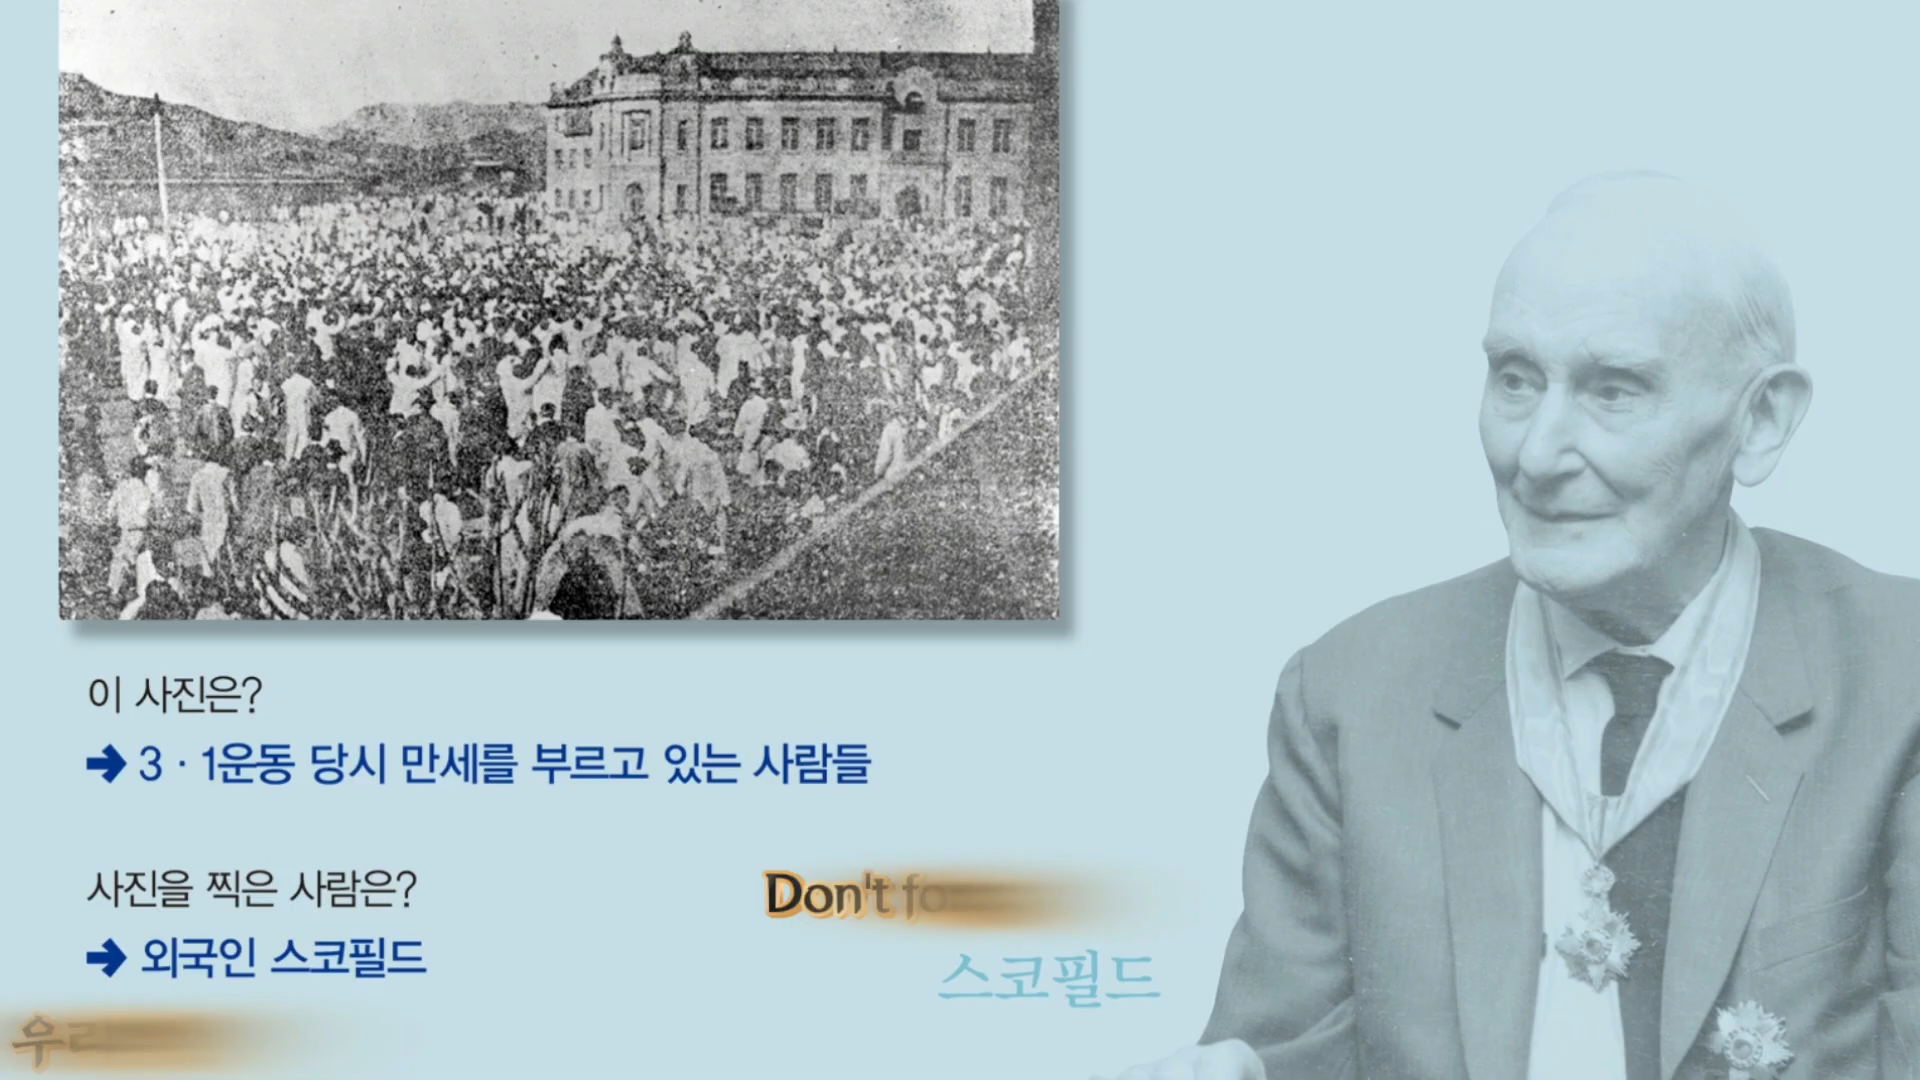 이 사진은?
➔ 3·1운동 당시 만세를 부르고 있는 사람들
사진을 찍은 사람은?
➔ 외국인 스코필드
Don't
스코필드